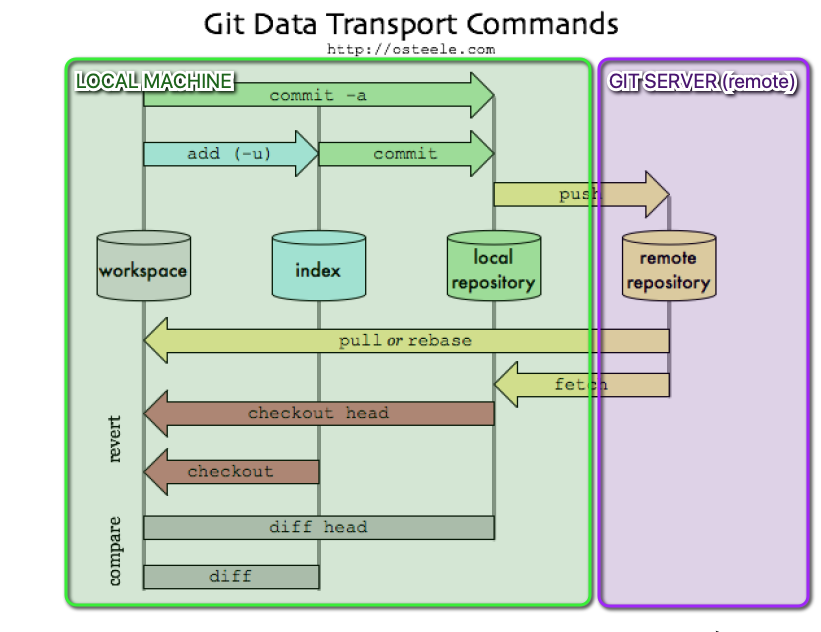 Git Data Transport Commands
http://osteele.com
LOCAL MACHINE
GIT SERVER (remote)
commit -a
add (-u)
commit
push
workspace
index
local
repository
remote
repository
pull or rebase
fetch
revert
checkout head
checkout
compare
diff head
diff